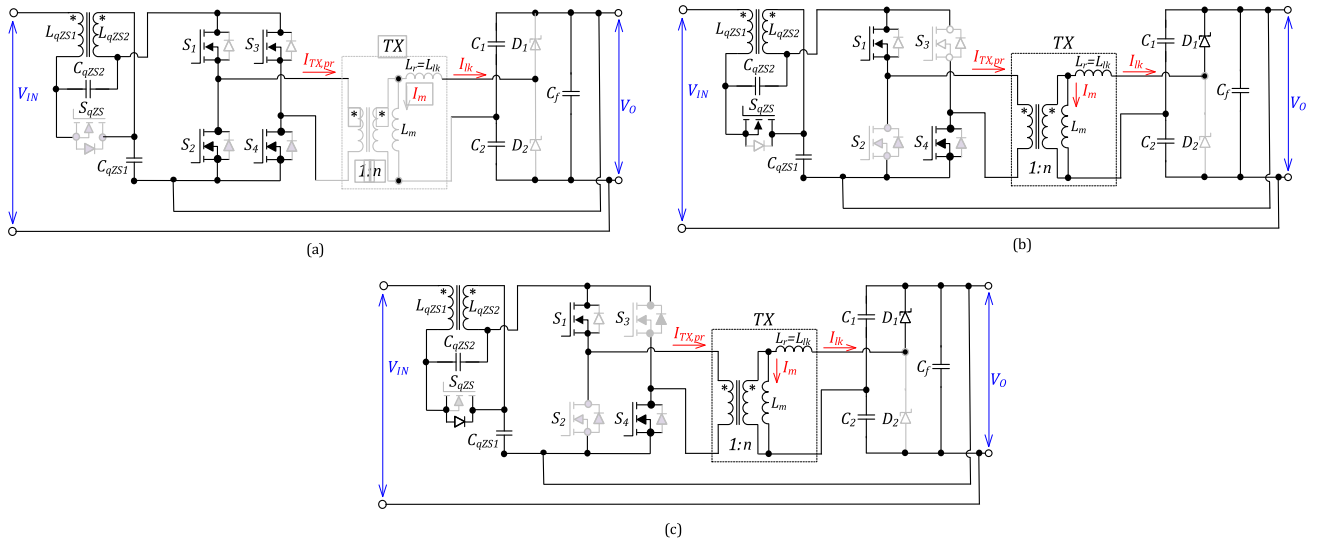 V_IN
L_qZS1
*
*
L_qZS2
C_qZS2
S_qZS
C_qZS1
S_1
S_3
S_2
S_4
I_TX,pr
TX
L_r=L_lk
I_lk
I_m
*
*
L_m
1:n
C_1
D_1
C_2
D_2
C_f
V_O
(a)
V_IN
L_qZS1
*
*
L_qZS2
C_qZS2
S_qZS
C_qZS1
S_1
S_3
S_2
S_4
I_TX,pr
TX
L_r=L_lk
I_lk
I_m
*
*
L_m
1:n
C_1
D_1
C_2
D_2
C_f
V_O
(b)
V_IN
L_qZS1
*
*
L_qZS2
C_qZS2
S_qZS
C_qZS1
S_1
S_3
S_2
S_4
I_TX,pr
TX
L_r=L_lk
I_lk
I_m
*
*
L_m
1:n
C_1
D_1
C_2
D_2
C_f
V_O
(c)